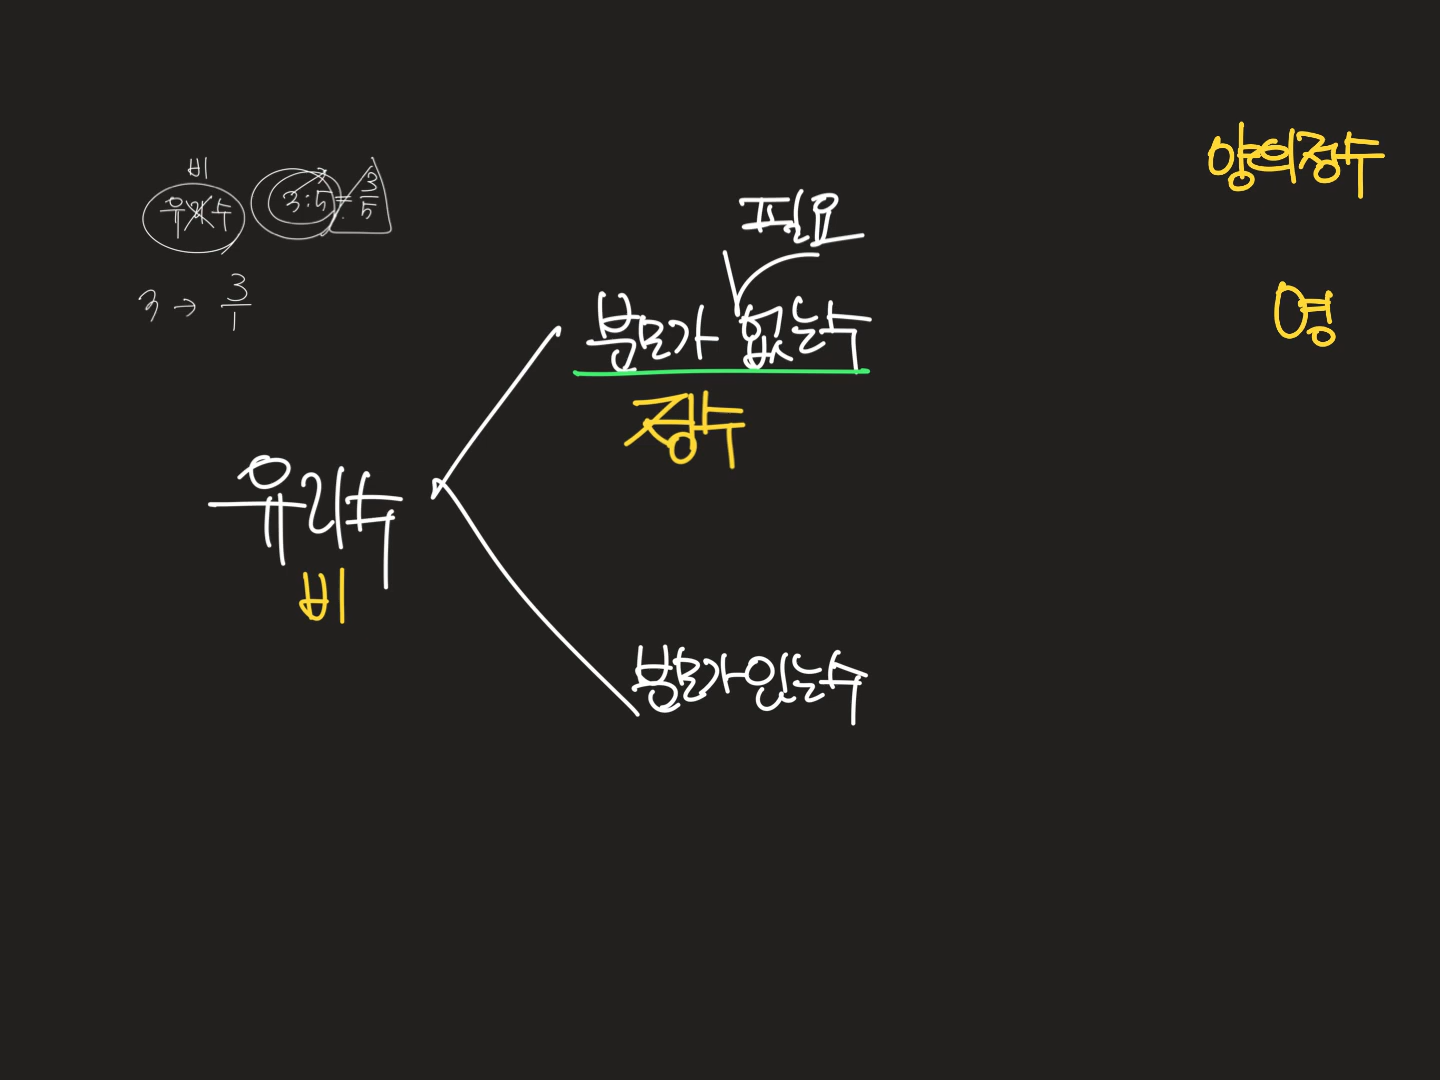 비
유리수 3:5=3/5
3→3/1
양의정수
필요
분모가 없는수
정수
영
유리수
비
분모가있는수